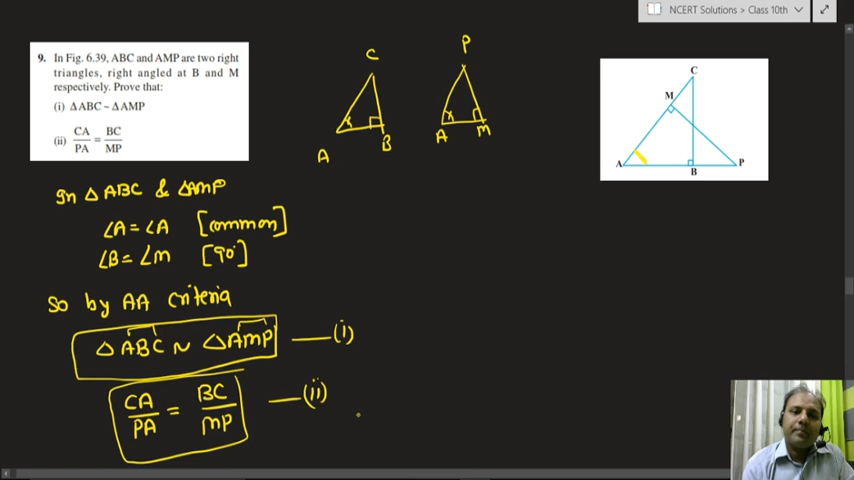 NCERT Solutions > Class 10th
9. In Fig. 6.39, ABC and AMP are two right
triangles, right angled at B and M
respectively. Prove that:
(i) ΔABC ~ ΔAMP
(ii) CA/PA = BC/MP
C
A
B
P
A
M
C
M
A
B
P
In Δ ABC & ΔAMP
∠A = ∠A [common]
∠B = ∠M [90°]
So by AA criteria
Δ ABC ~ ΔAMP —(i)
CA/PA = BC/MP —(ii)